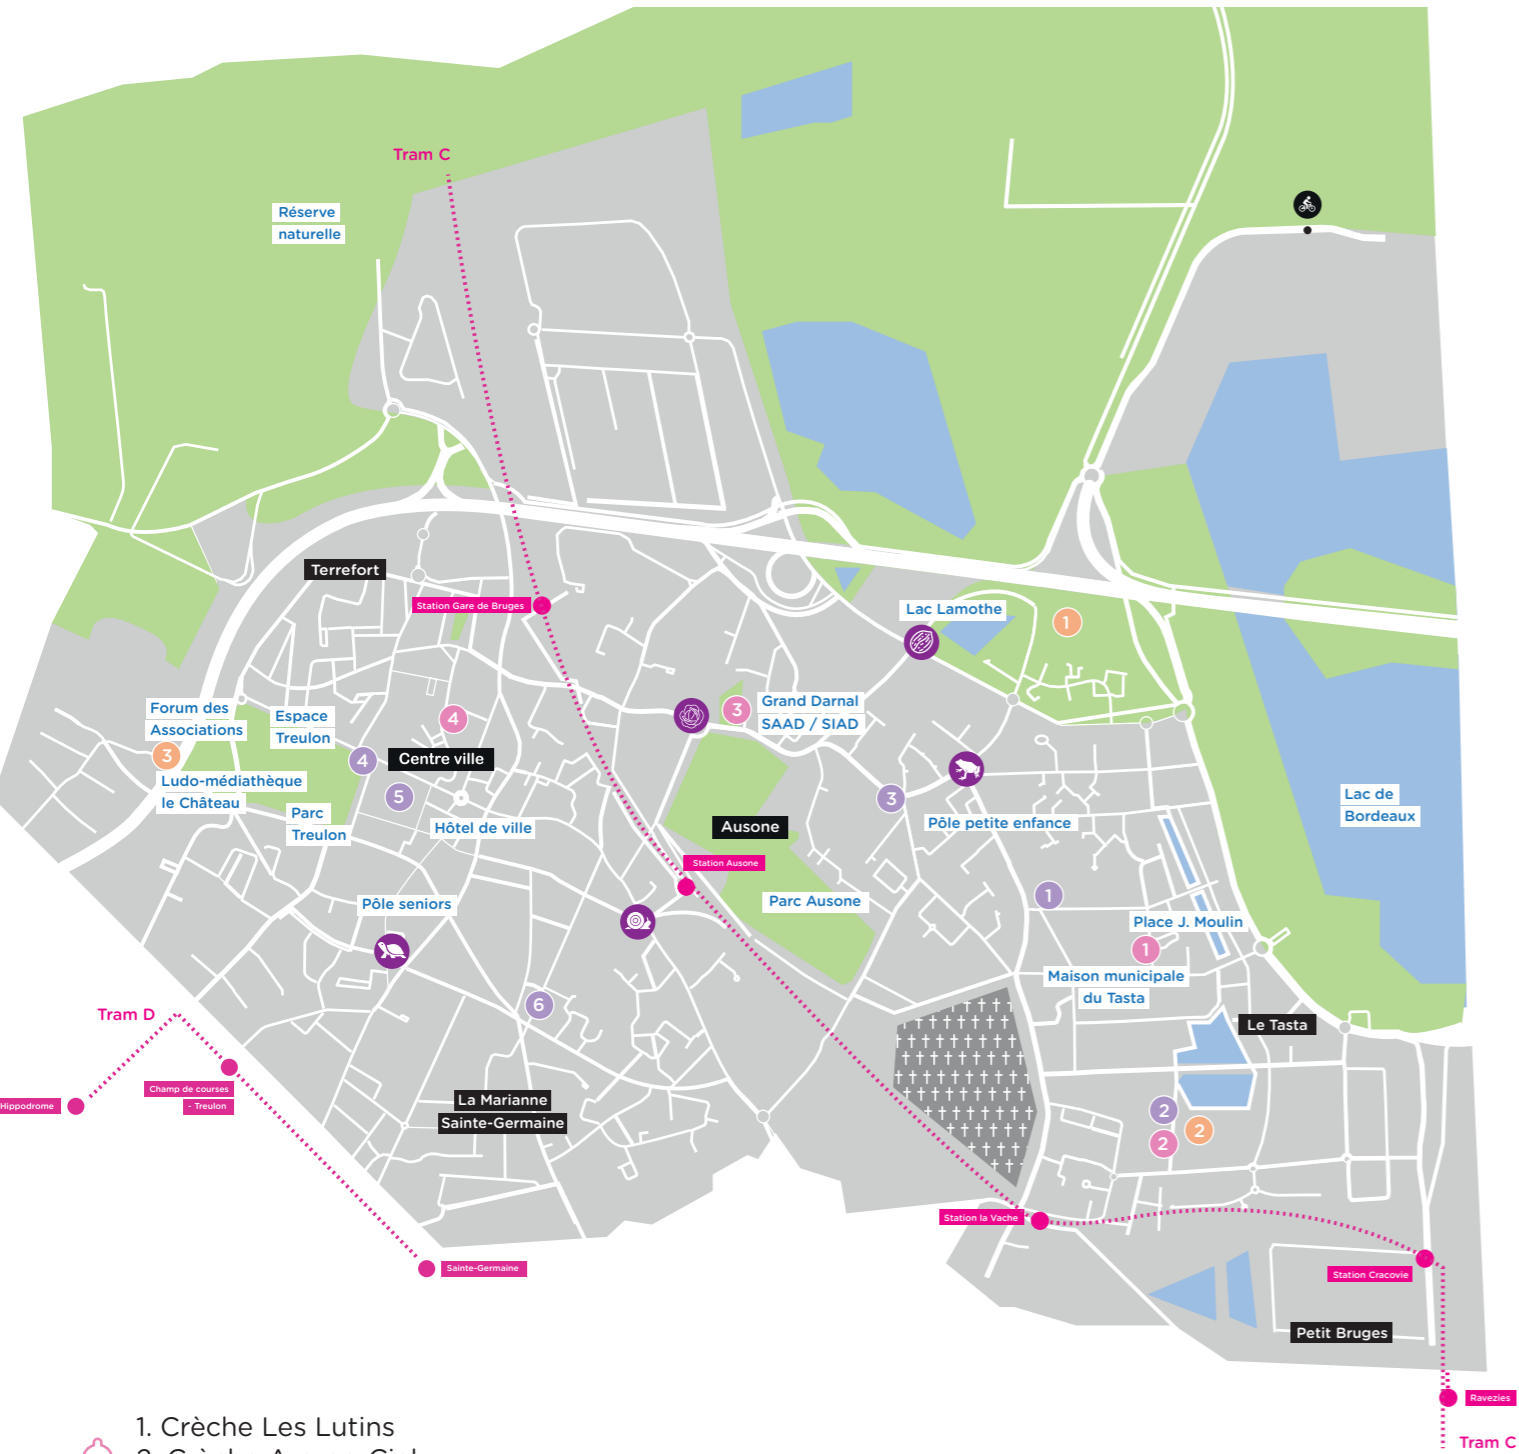 Tram C
Réserve
naturelle
Terrefort
Station Gare de Bruges
Lac Lamothe
1
Forum des
Associations
3
Espace
Treulon
4
4
Centre ville
5
3
Grand Darnal
SAAD / SIAD
Ludo-médiathèque
le Château
Parc
Treulon
Hôtel de ville
3
Pôle petite enfance
Lac de
Bordeaux
Ausone
Station Ausone
Parc Ausone
Pôle seniors
1
Place J. Moulin
1
Maison municipale
du Tasta
6
Tram D
Le Tasta
Champ de courses
- Treulon
Hippodrome
La Marianne
Sainte-Germaine
2
2
2
Station la Vache
Sainte-Germaine
Station Cracovie
Petit Bruges
Ravezies
Tram C
1. Crèche Les Lutins